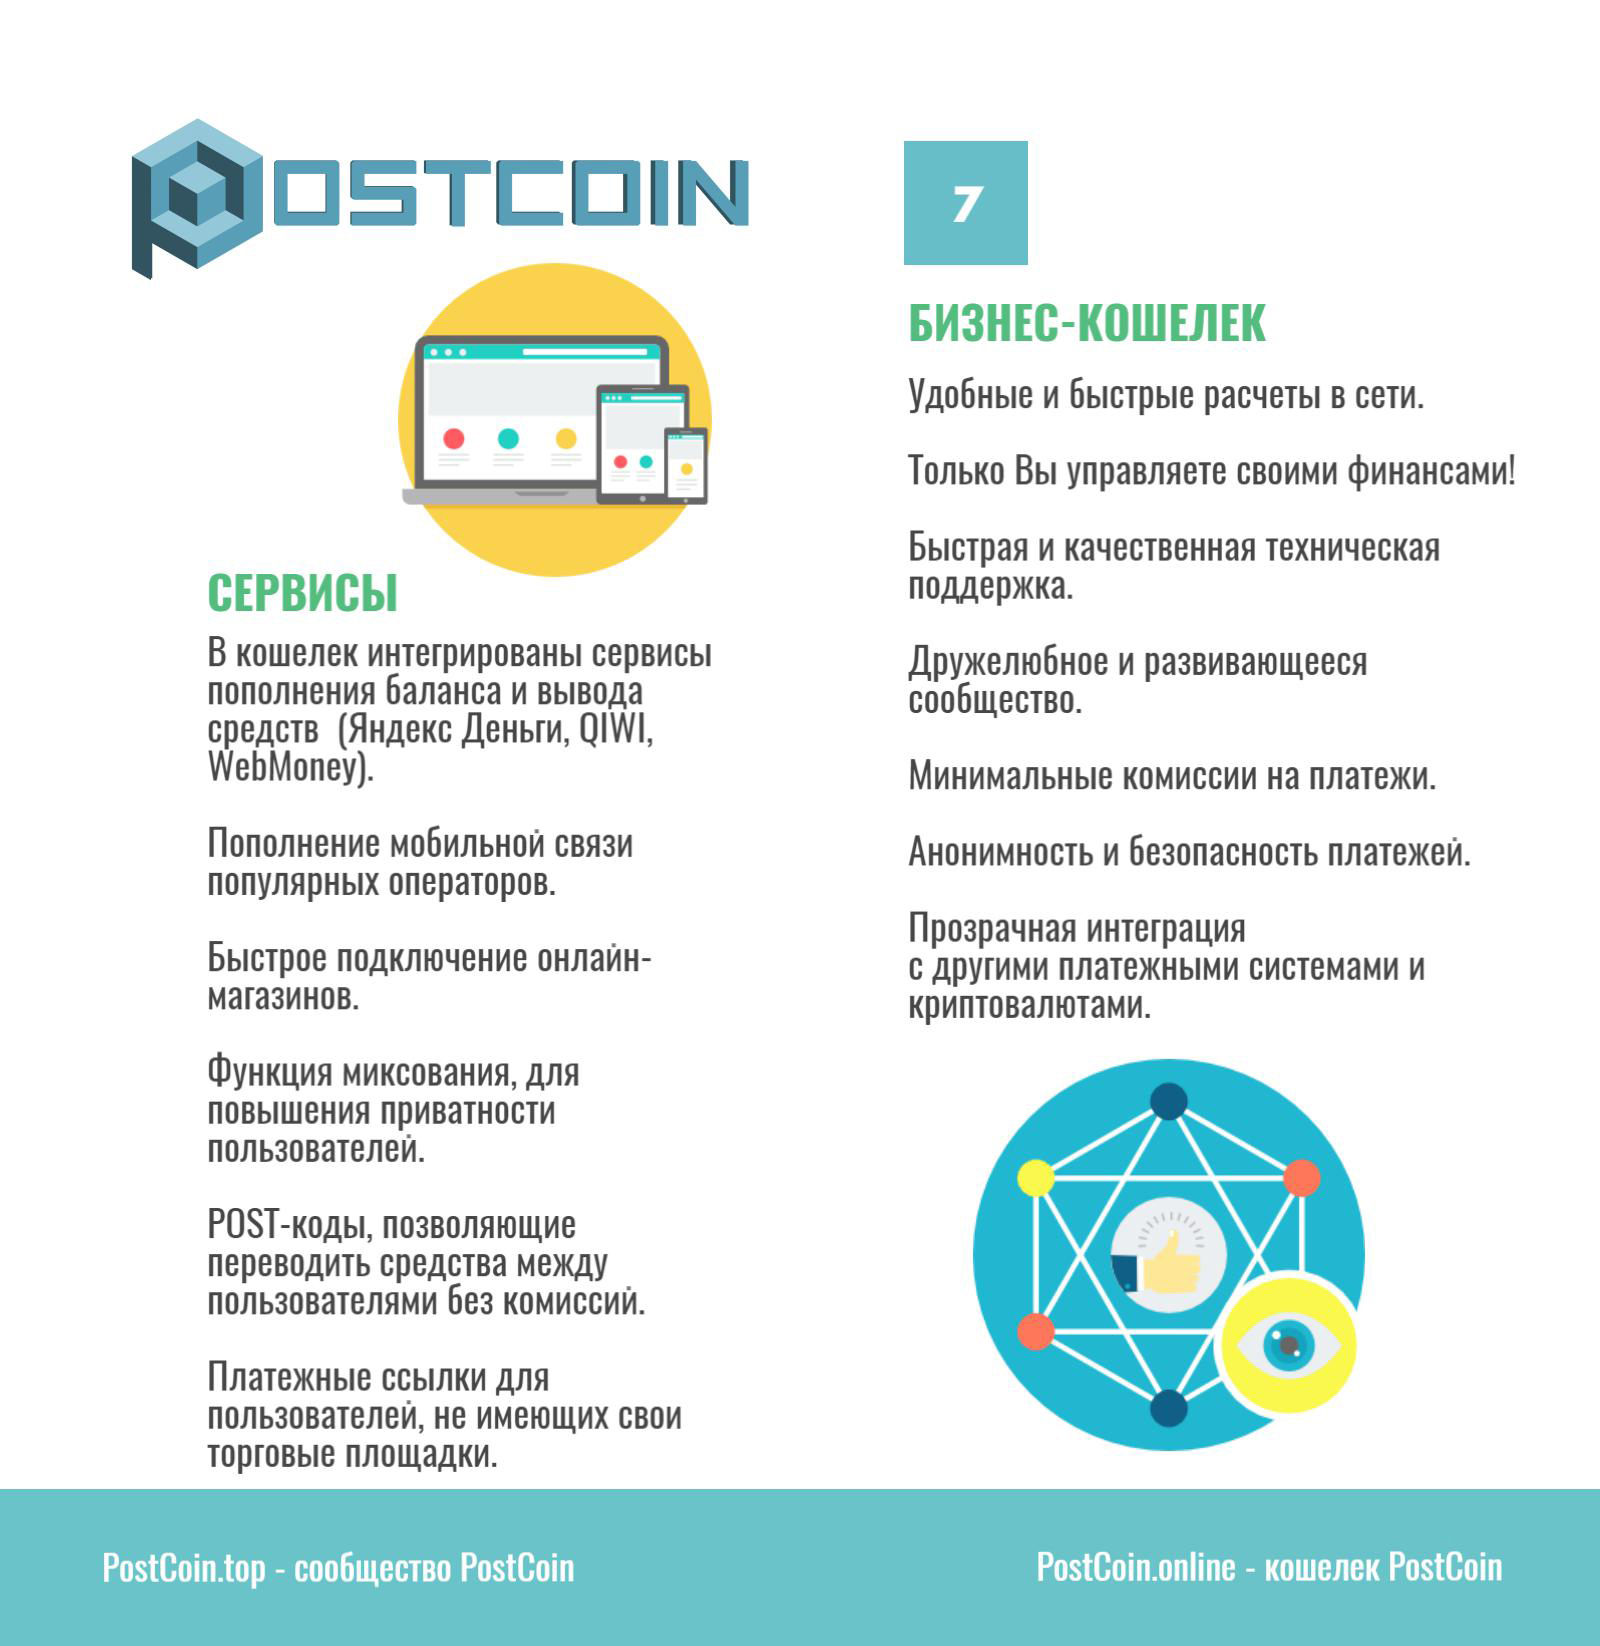 POSTCOIN
СЕРВИСЫ
В кошелек интегрированы сервисы
пополнения баланса и вывода
средств (Яндекс Деньги, QIWI,
WebMoney).
Пополнение мобильной связи
популярных операторов.
Быстрое подключение онлайн-
магазинов.
Функция миксования, для
повышения приватности
пользователей.
POST-коды, позволяющие
переводить средства между
пользователями без комиссий.
Платежные ссылки для
пользователей, не имеющих свои
торговые площадки.
7
БИЗНЕС-КОШЕЛЕК
Удобные и быстрые расчеты в сети.
Только Вы управляете своими финансами!
Быстрая и качественная техническая
поддержка.
Дружелюбное и развивающееся
сообщество.
Минимальные комиссии на платежи.
Анонимность и безопасность платежей.
Прозрачная интеграция
с другими платежными системами и
криптовалютами.
PostCoin.top - сообщество PostCoin
PostCoin.online - кошелек PostCoin